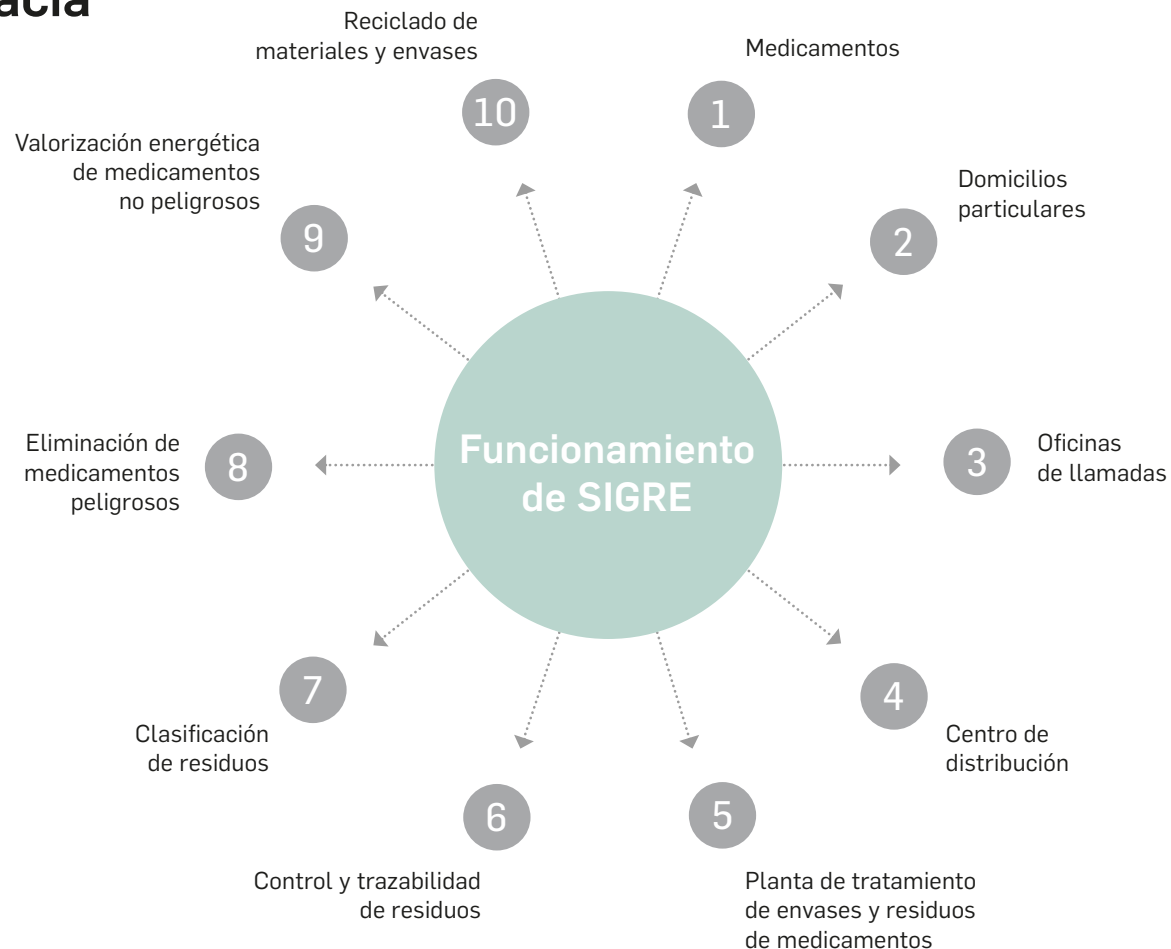 Funcionamiento
de SIGRE
1
Medicamentos
2
Domicilios
particulares
3
Oficinas
de llamadas
4
Centro de
distribución
5
Planta de tratamiento
de envases y residuos
de medicamentos
6
Control y trazabilidad
de residuos
7
Clasificación
de residuos
8
Eliminación de
medicamentos
peligrosos
9
Valorización energética
de medicamentos
no peligrosos
10
Reciclado de
materiales y envases